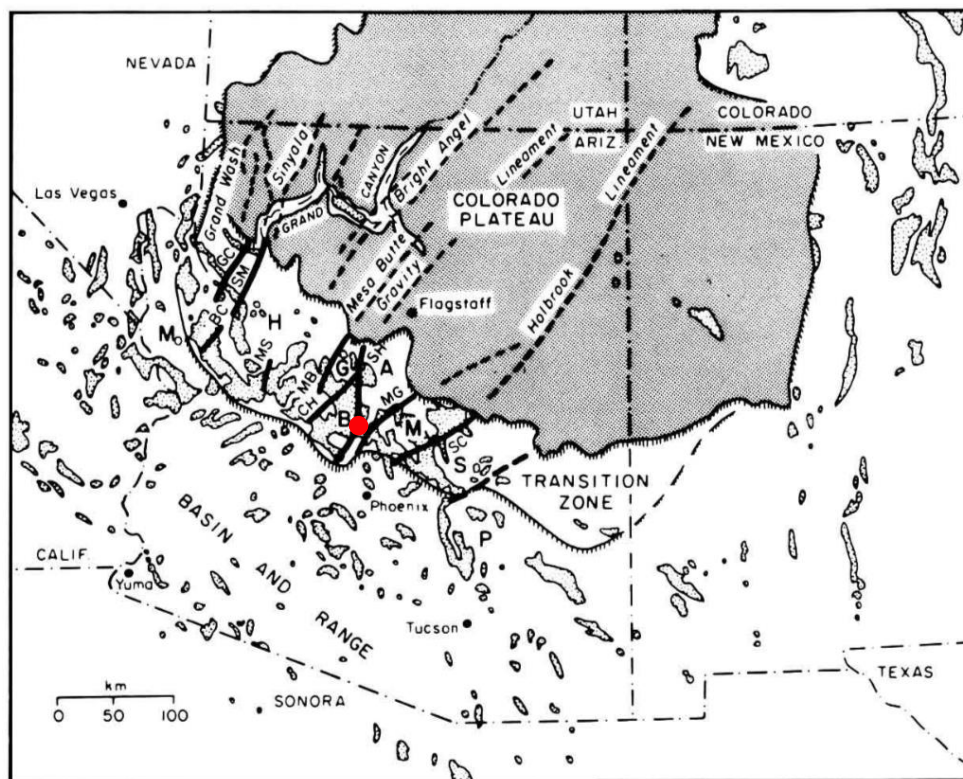 NEVADA
UTAH
COLORADO
ARIZ.
NEW MEXICO
Las Vegas
Grand Wash
Sinyala
CANYON
GRAND
Bright Angel
Lineament
Lineament
COLORADO
PLATEAU
Mesa Butte
Gravity
Flagstaff
Holbrook
GC
SM
BC
M
H
MS
MB
G
SH
A
CH
B
MG
M
SC
S
TRANSITION
ZONE
Phoenix
P
BASIN
AND
RANGE
CALIF.
Yuma
Tucson
TEXAS
km
0 50 100
SONORA